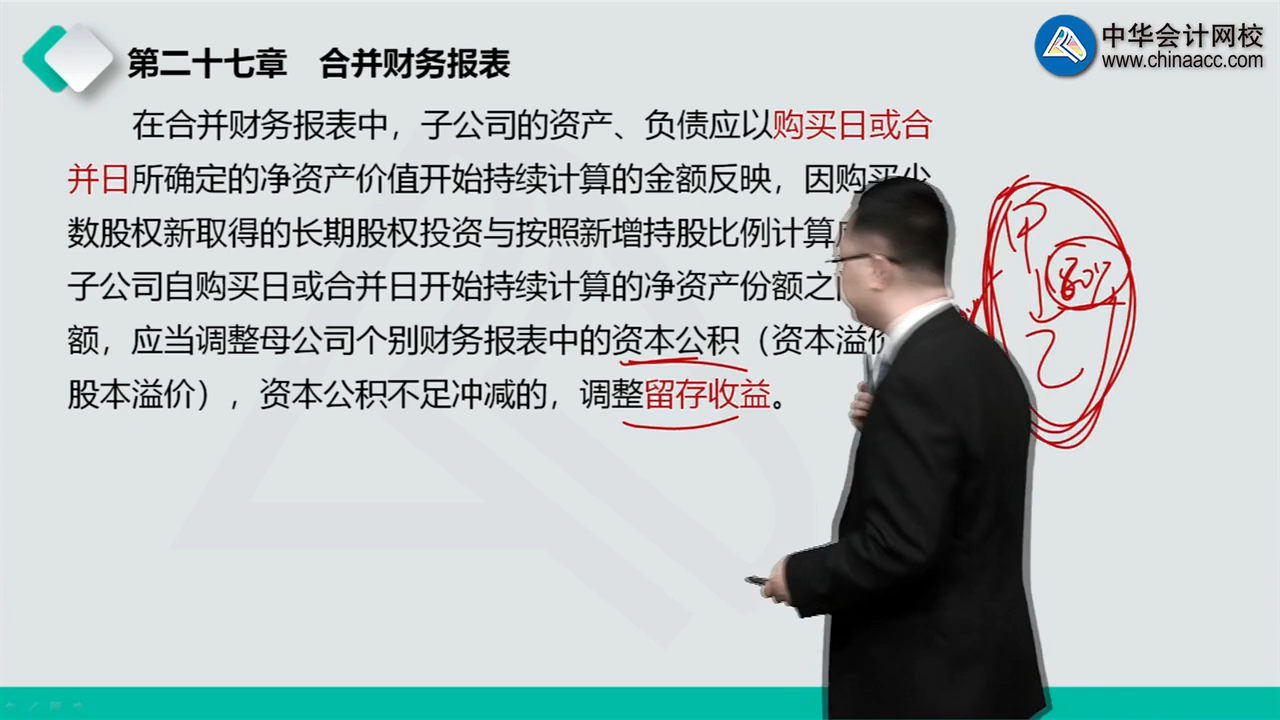 第二十七章 合并财务报表
中华会计网校
www.chinaacc.com
在合并财务报表中，子公司的资产、负债应以购买日或合
并日所确定的净资产价值开始持续计算的金额反映，因购买少
数股权新取得的长期股权投资与按照新增持股比例计算
子公司自购买日或合并日开始持续计算的净资产份额之
额，应当调整母公司个别财务报表中的资本公积（资本溢价
股本溢价），资本公积不足冲减的，调整留存收益。
甲
80%
乙